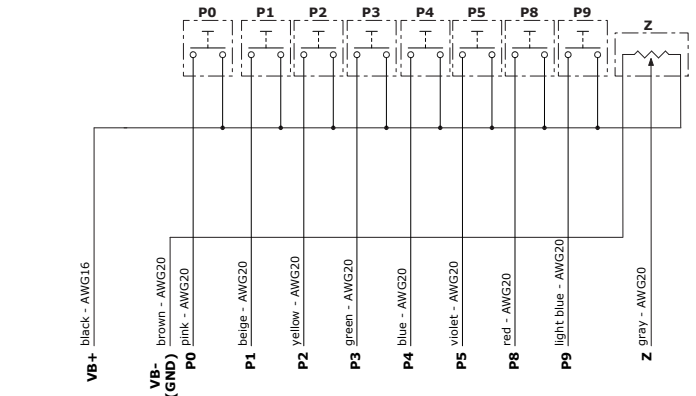 P0
P1
P2
P3
P4
P5
P8
P9
Z
black - AWG16
brown - AWG20
pink - AWG20
beige - AWG20
yellow - AWG20
green - AWG20
blue - AWG20
violet - AWG20
red - AWG20
light blue - AWG20
gray - AWG20
VB+
VB-
(GND)
P0
P1
P2
P3
P4
P5
P8
P9
Z